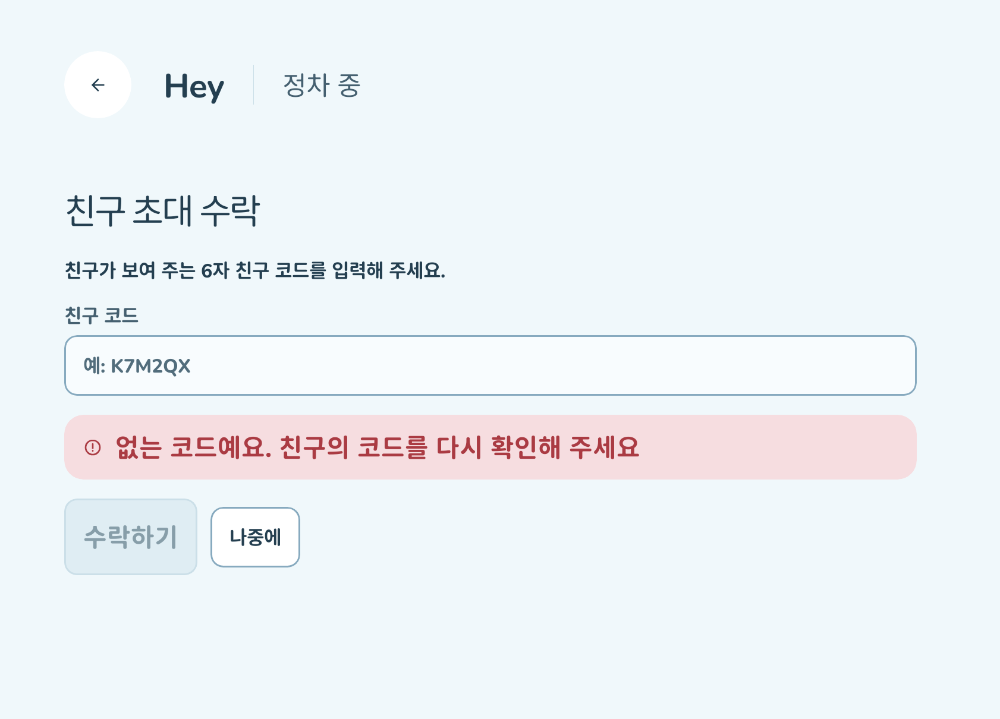 Hey 정차 중
친구 초대 수락
친구가 보여 주는 6자 친구 코드를 입력해 주세요.
친구 코드
예: K7M2QX
없는 코드예요. 친구의 코드를 다시 확인해 주세요
수락하기 나중에